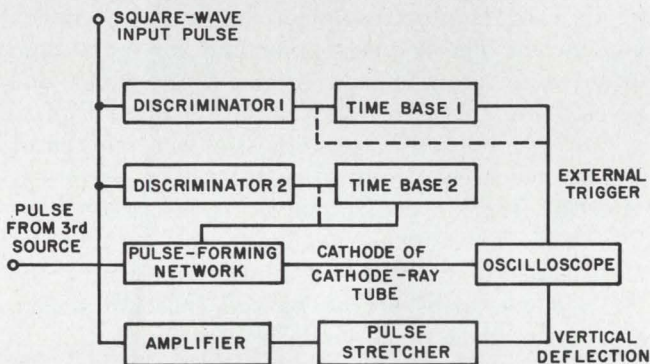 SQUARE-WAVE
INPUT PULSE
DISCRIMINATOR 1
TIME BASE 1
DISCRIMINATOR 2
TIME BASE 2
EXTERNAL
TRIGGER
PULSE
FROM 3rd
SOURCE
PULSE-FORMING
NETWORK
CATHODE OF
CATHODE-RAY
TUBE
OSCILLOSCOPE
AMPLIFIER
PULSE
STRETCHER
VERTICAL
DEFLECTION